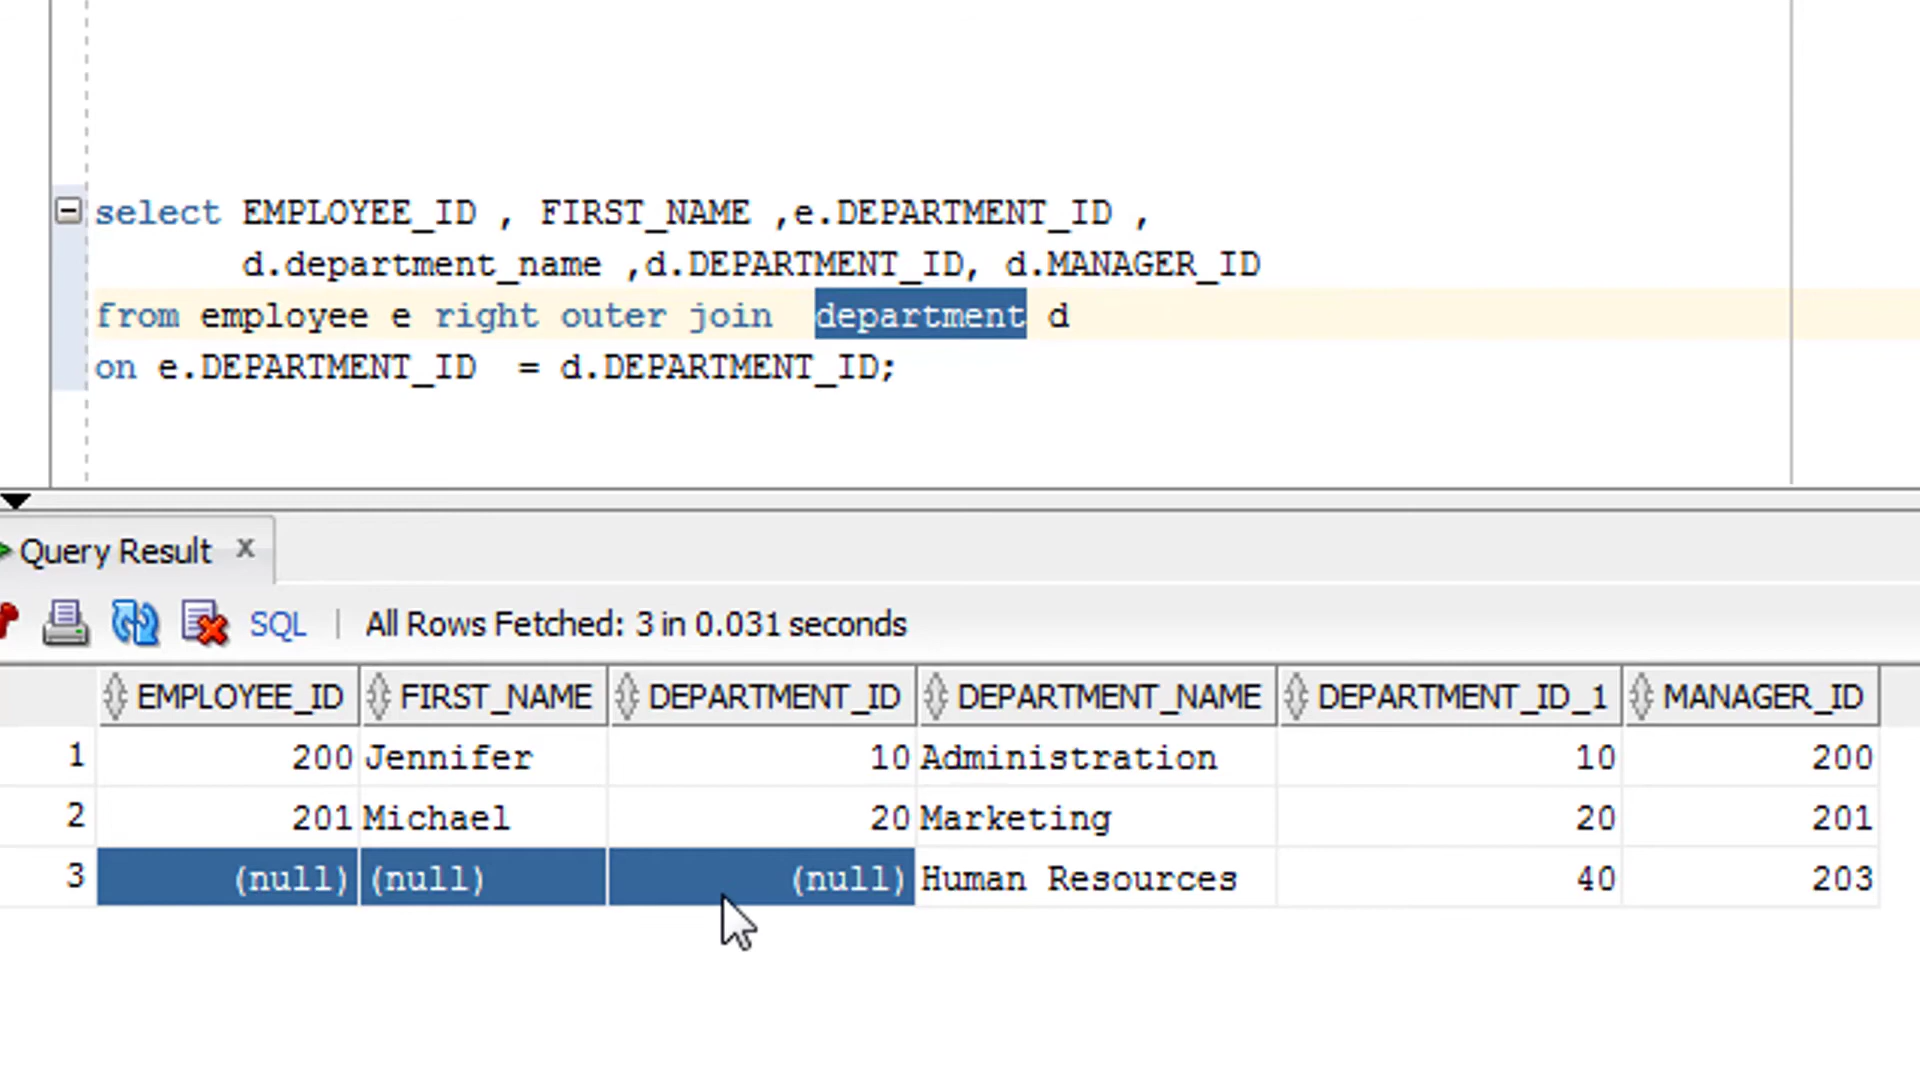 select EMPLOYEE_ID , FIRST_NAME ,e.DEPARTMENT_ID ,
d.department_name ,d.DEPARTMENT_ID, d.MANAGER_ID
from employee e right outer join department d
on e.DEPARTMENT_ID = d.DEPARTMENT_ID;
Query Result x
SQL | All Rows Fetched: 3 in 0.031 seconds
EMPLOYEE_ID FIRST_NAME DEPARTMENT_ID DEPARTMENT_NAME DEPARTMENT_ID_1 MANAGER_ID
1 200 Jennifer 10 Administration 10 200
2 201 Michael 20 Marketing 20 201
3 (null) (null) (null) Human Resources 40 203